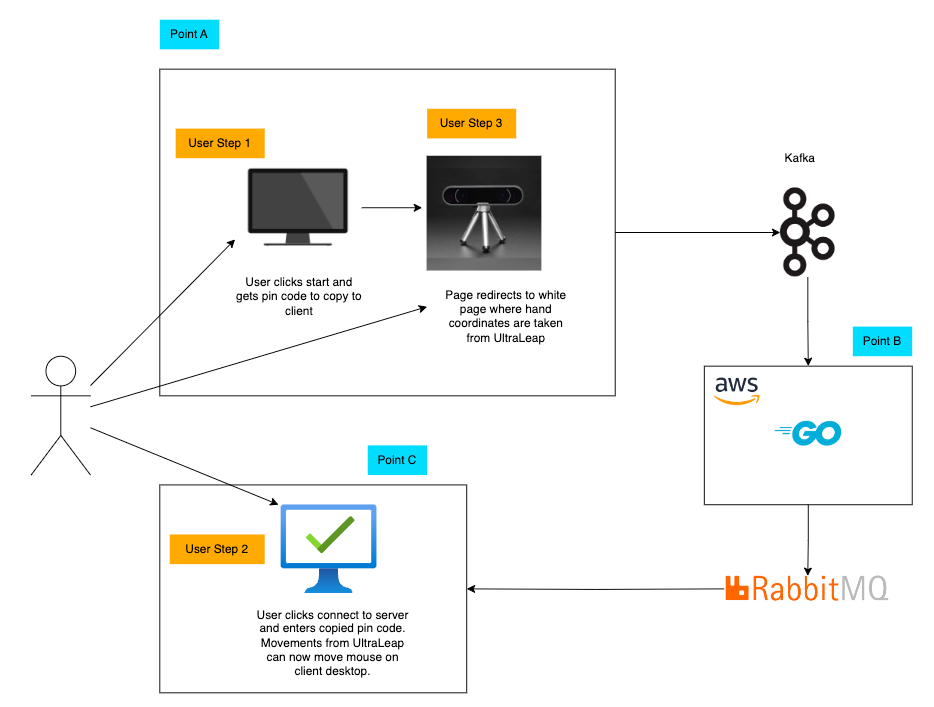 Point A
User Step 1
User Step 3
User clicks start and
gets pin code to copy to
client
Page redirects to white
page where hand
coordinates are taken
from UltraLeap
Kafka
Point B
aws
GO
Point C
User Step 2
User clicks connect to server
and enters copied pin code.
Movements from UltraLeap
can now move mouse on
client desktop.
RabbitMQ